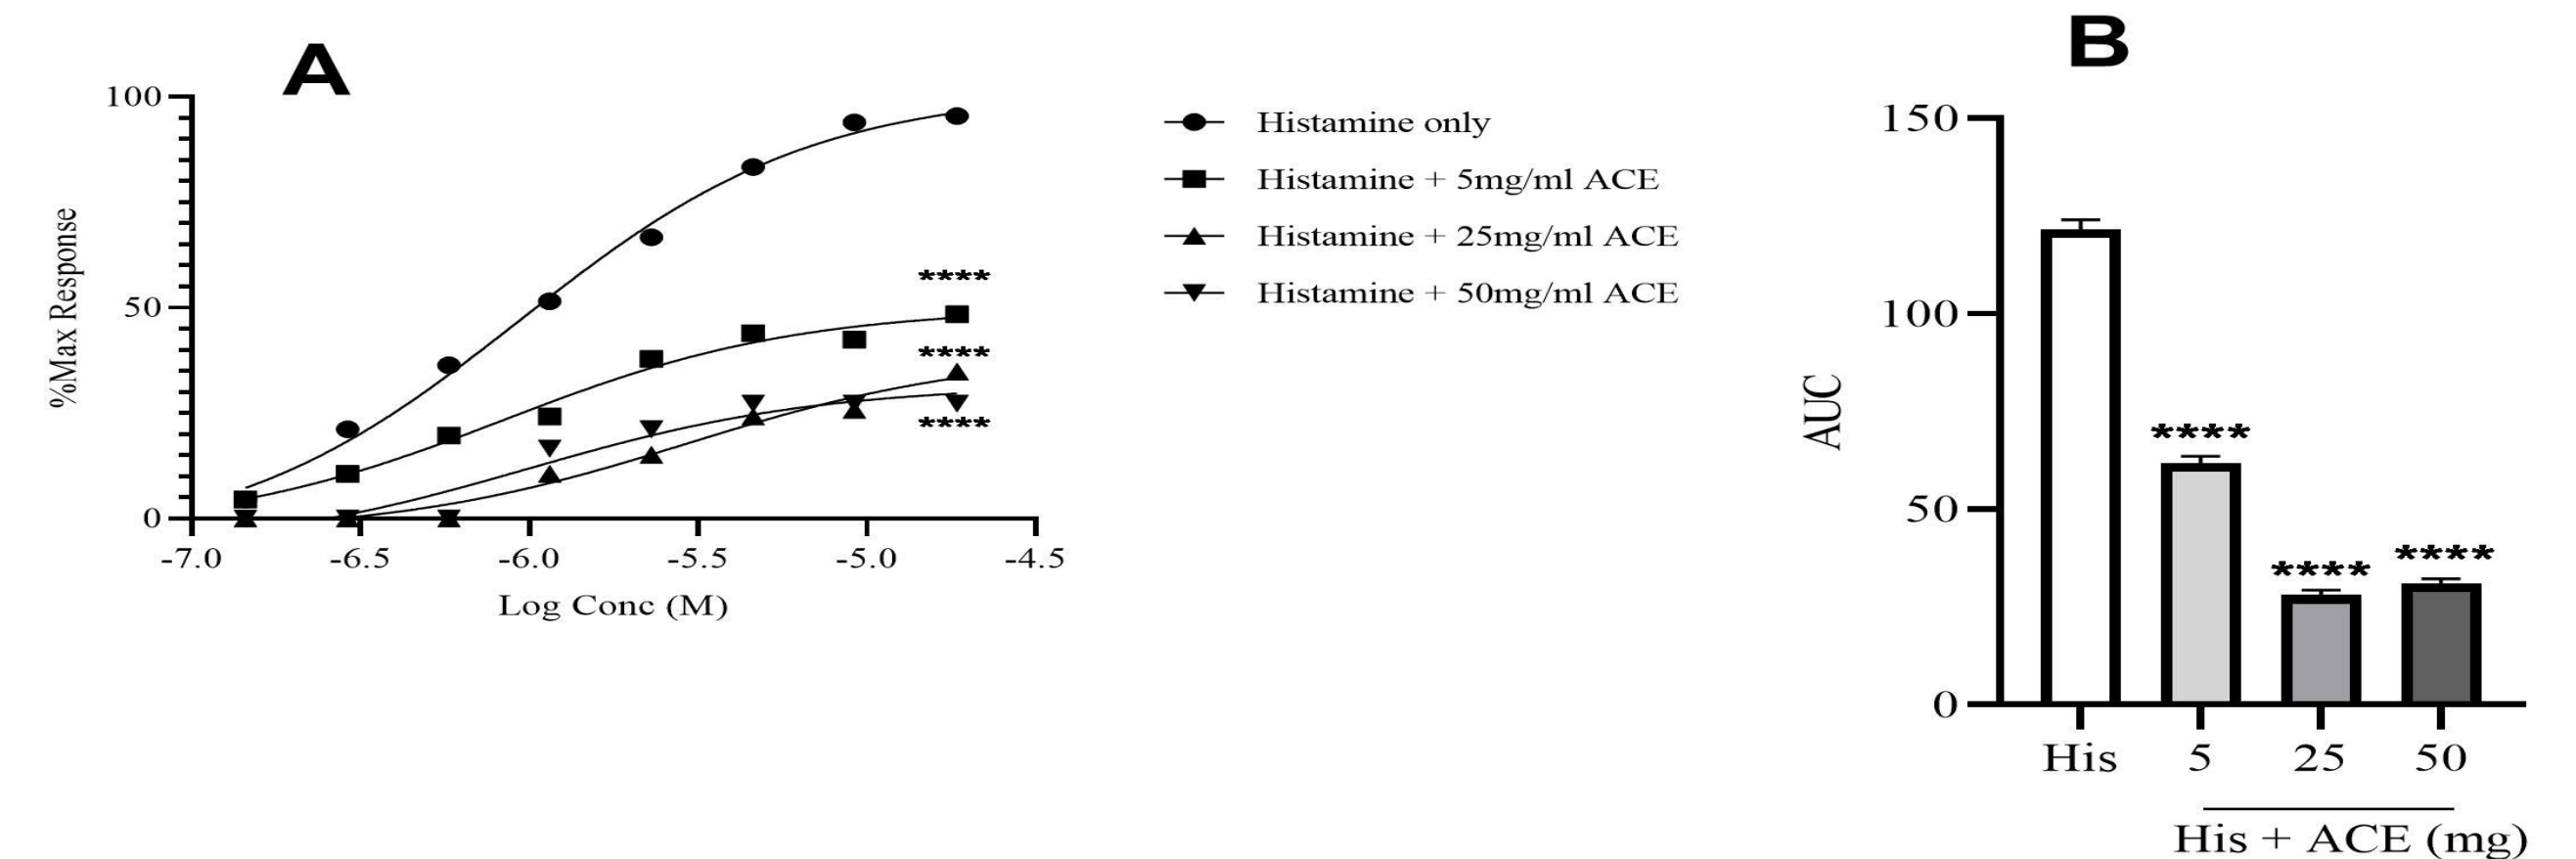 A
100
50
0
%Max Response
-7.0 -6.5 -6.0 -5.5 -5.0 -4.5
Log Conc (M)
****
****
****
Histamine only
Histamine + 5mg/ml ACE
Histamine + 25mg/ml ACE
Histamine + 50mg/ml ACE
B
150
100
50
0
AUC
****
****
****
His 5 25 50
His + ACE (mg)